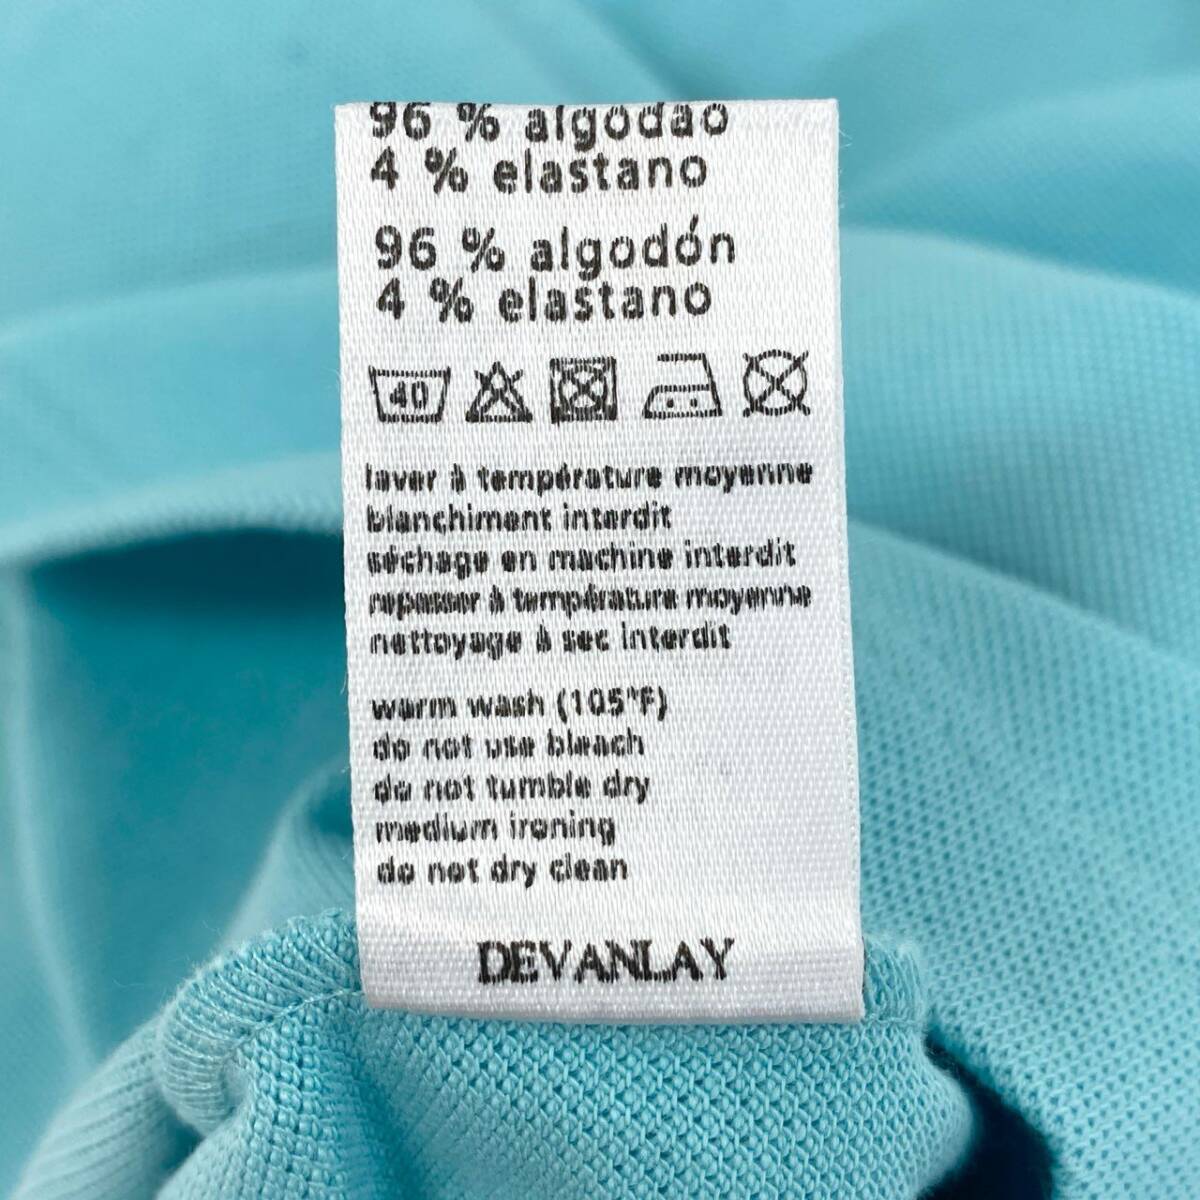 96 % algodão
4 % elastano
96 % algodón
4 % elastano
40
laver à température moyenne
blanchiment interdit
séchage en machine interdit
repasser à température moyenne
nettoyage à sec interdit
warm wash (105°F)
do not use bleach
do not tumble dry
medium ironing
do not dry clean
DEVANLAY